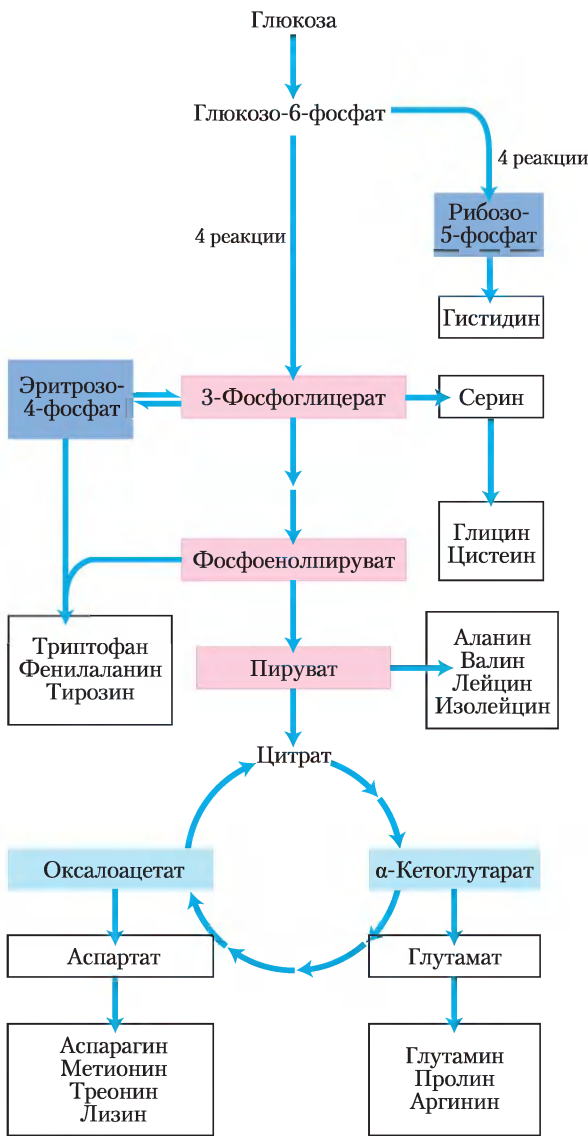 Глюкоза
Глюкозо-6-фосфат
4 реакции
Рибозо-
5-фосфат
4 реакции
Гистидин
Эритрозо-
4-фосфат
3-Фосфоглицерат
Серин
Глицин
Цистеин
Фосфоенолпируват
Триптофан
Фенилаланин
Тирозин
Пируват
Аланин
Валин
Лейцин
Изолейцин
Цитрат
Оксалоацетат
α-Кетоглутарат
Аспартат
Глутамат
Аспарагин
Метионин
Треонин
Лизин
Глутамин
Пролин
Аргинин